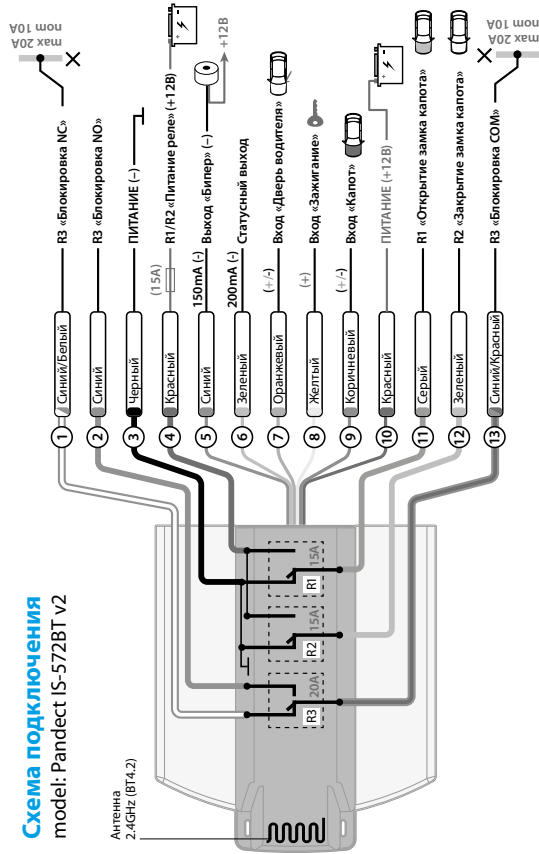 Схема подключения
model: Pandect IS-572BT v2
Антенна
2.4GHz (BT4.2)
R3
20A
R2
15A
R1
15A
1 Синий/Белый R3 «Блокировка NC»
max 20A
nom 10A
2 Синий R3 «Блокировка NO»
3 Черный ПИТАНИЕ (–)
4 Красный (15A) R1/R2 «Питание реле» (+12В)
5 Синий 150mA (-) Выход «Бипер» (–)
+12В
6 Зеленый 200mA (-) Статусный выход
7 Оранжевый (+/-) Вход «Дверь водителя»
8 Желтый (+) Вход «Зажигание»
9 Коричневый (+/-) Вход «Капот»
10 Красный ПИТАНИЕ (+12В)
11 Серый R1 «Открытие замка капота»
12 Зеленый R2 «Закрытие замка капота»
13 Синий/Красный R3 «Блокировка COM»
max 20A
nom 10A